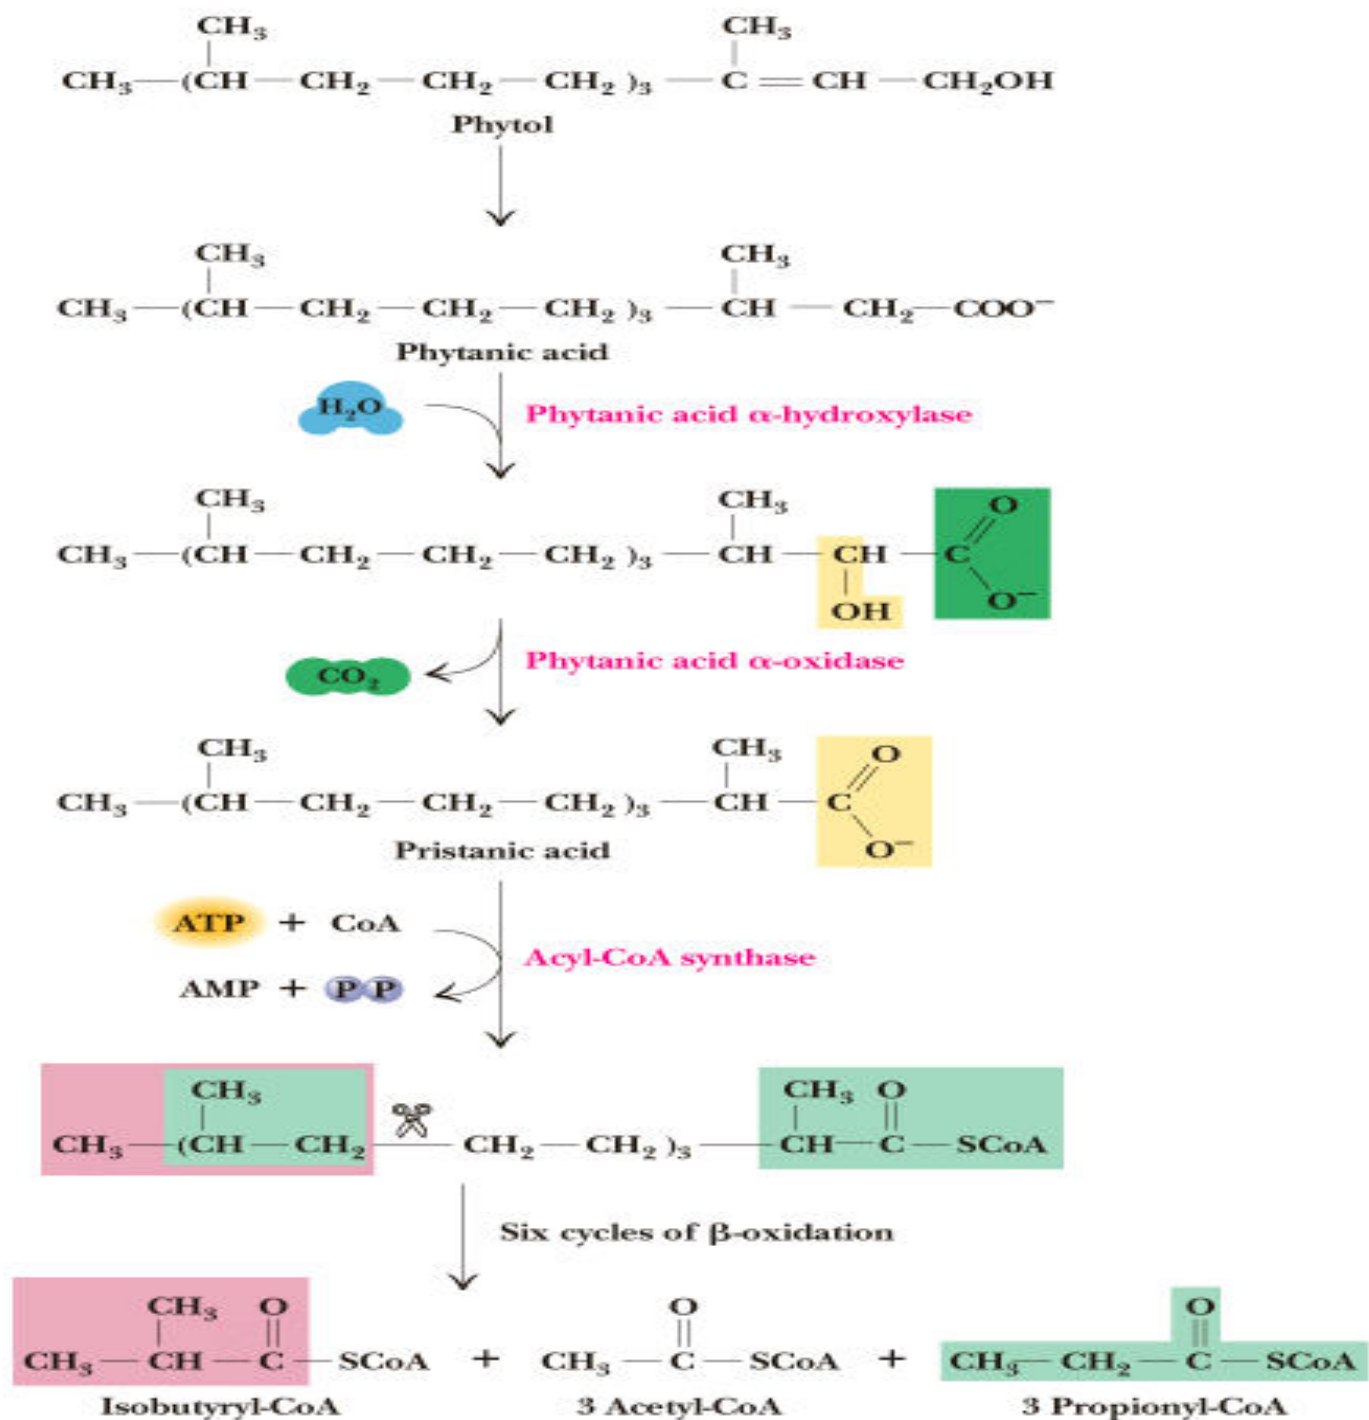 CH₃ CH₃
CH₃—(CH—CH₂—CH₂—CH₂)₃—C=CH—CH₂OH
Phytol
CH₃ CH₃
CH₃—(CH—CH₂—CH₂—CH₂)₃—CH—CH₂—COO⁻
Phytanic acid
H₂O Phytanic acid α-hydroxylase
CH₃ CH₃ O
CH₃—(CH—CH₂—CH₂—CH₂)₃—CH—CH—C
OH O⁻
CO₂ Phytanic acid α-oxidase
CH₃ CH₃ O
CH₃—(CH—CH₂—CH₂—CH₂)₃—CH—C
Pristanic acid O⁻
ATP + CoA
Acyl-CoA synthase
AMP + P P
CH₃ CH₃ O
CH₃—(CH—CH₂—CH₂—CH₂)₃—CH—C—SCoA
Six cycles of β-oxidation
CH₃ O O O
CH₃—CH—C—SCoA + CH₃—C—SCoA + CH₃—CH₂—C—SCoA
Isobutyryl-CoA 3 Acetyl-CoA 3 Propionyl-CoA